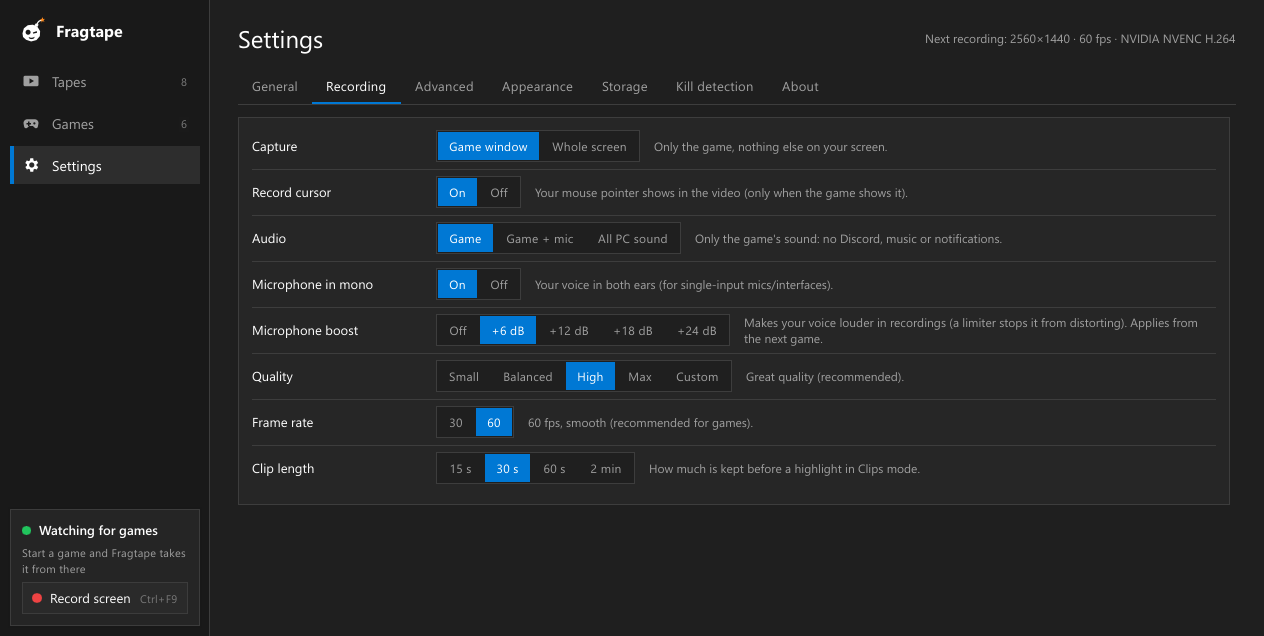 Fragtape
Tapes 8
Games 6
Settings
Watching for games
Start a game and Fragtape takes
it from there
Record screen Ctrl+F9
Settings
Next recording: 2560×1440 · 60 fps · NVIDIA NVENC H.264
General Recording Advanced Appearance Storage Kill detection About
Capture Game window Whole screen Only the game, nothing else on your screen.
Record cursor On Off Your mouse pointer shows in the video (only when the game shows it).
Audio Game Game + mic All PC sound Only the game's sound: no Discord, music or notifications.
Microphone in mono On Off Your voice in both ears (for single-input mics/interfaces).
Microphone boost Off +6 dB +12 dB +18 dB +24 dB Makes your voice louder in recordings (a limiter stops it from distorting). Applies from
the next game.
Quality Small Balanced High Max Custom Great quality (recommended).
Frame rate 30 60 60 fps, smooth (recommended for games).
Clip length 15 s 30 s 60 s 2 min How much is kept before a highlight in Clips mode.